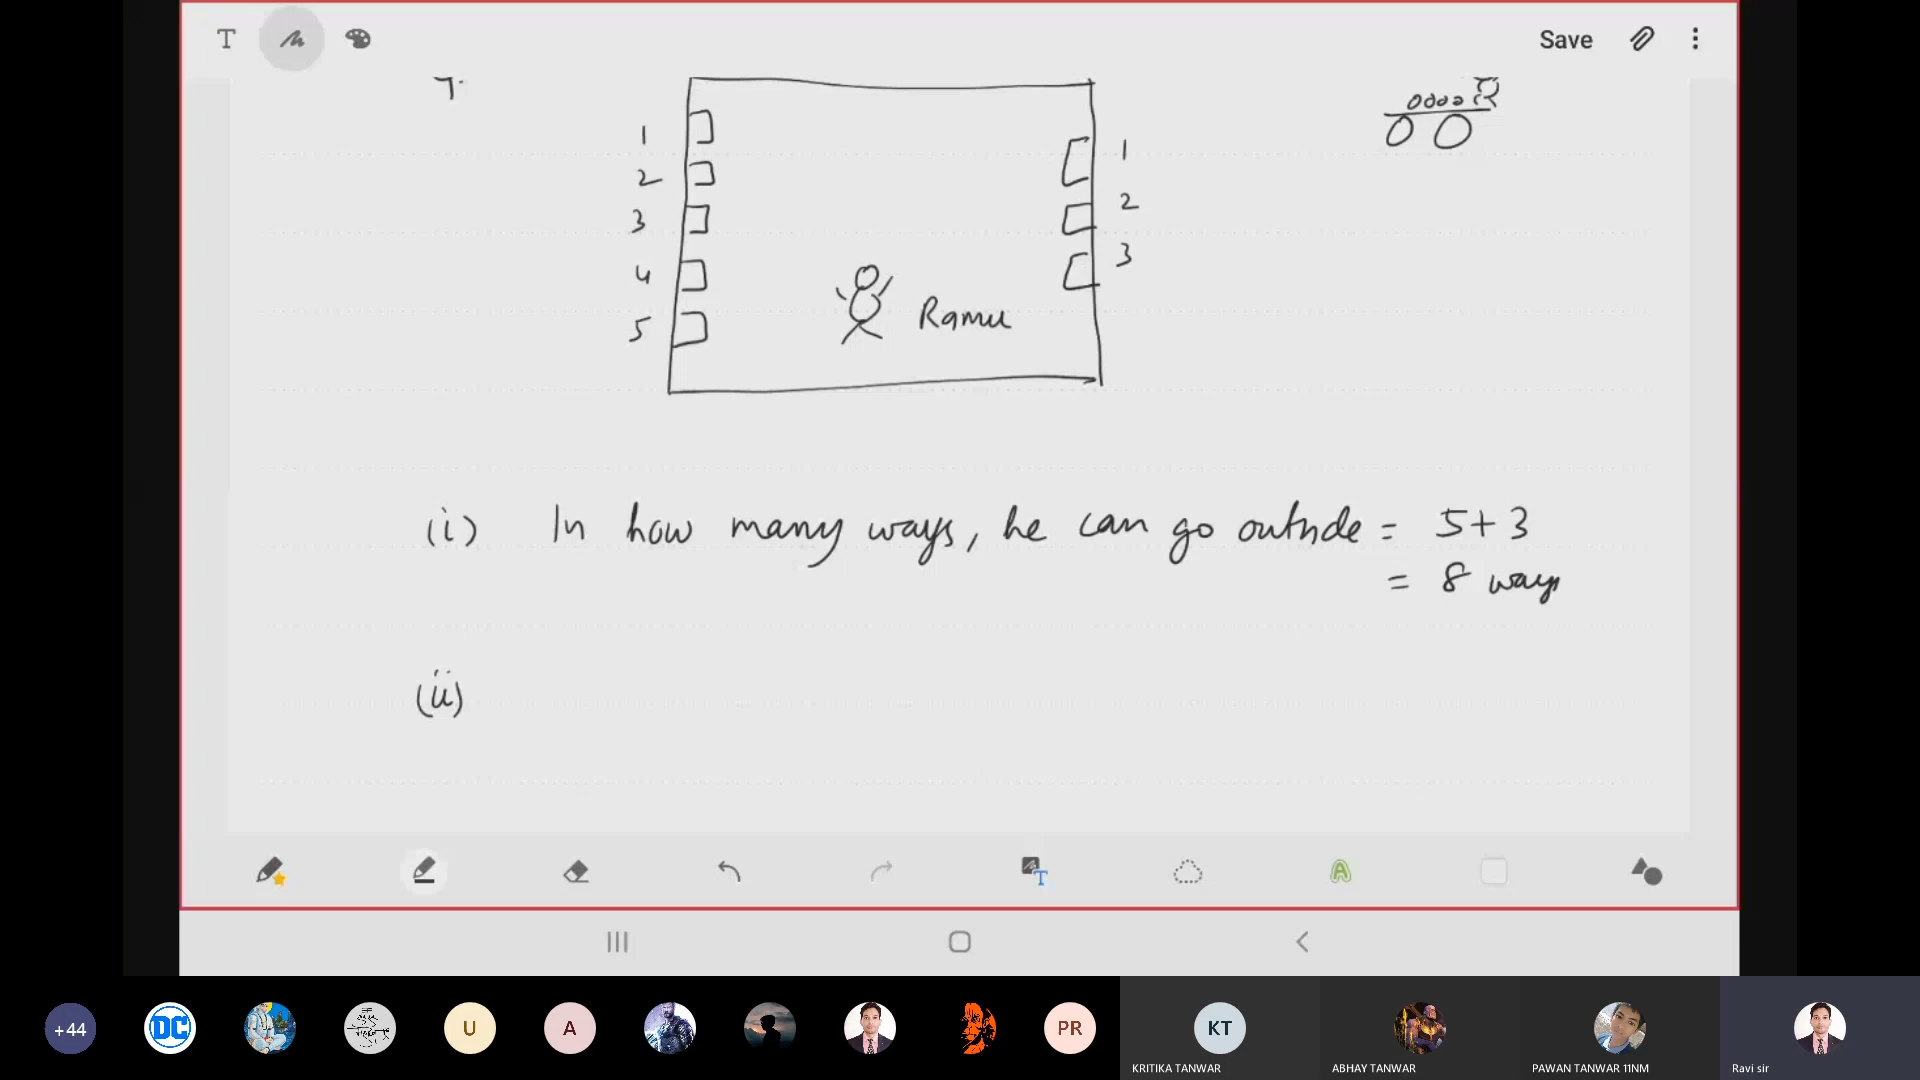 T
Save
1
2
3
4
5
1
2
3
Ramu
(i) In how many ways, he can go outside = 5+3
= 8 ways
(ii)
T
A
+44
DC
U
A
PR
KT
KRITIKA TANWAR
ABHAY TANWAR
PAWAN TANWAR 11NM
Ravi sir